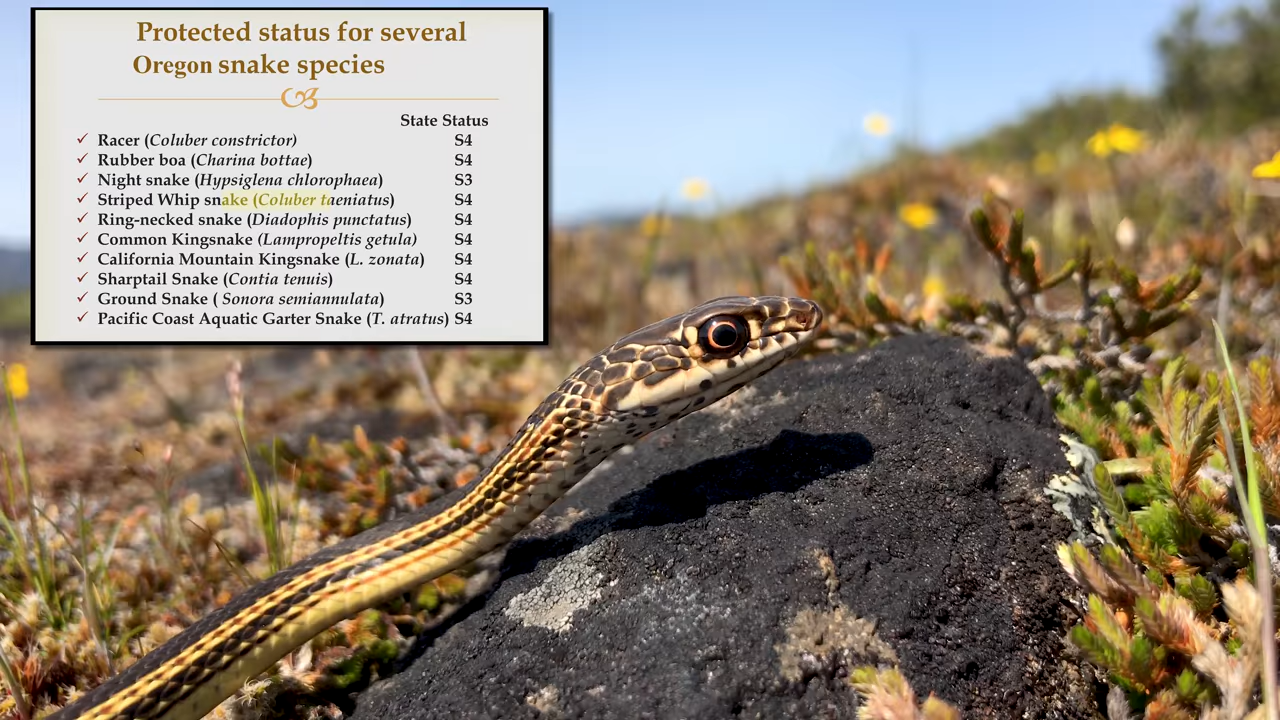 Protected status for several
Oregon snake species
State Status
Racer (Coluber constrictor) S4
Rubber boa (Charina bottae) S4
Night snake (Hypsiglena chlorophaea) S3
Striped Whip snake (Coluber taeniatus) S4
Ring-necked snake (Diadophis punctatus) S4
Common Kingsnake (Lampropeltis getula) S4
California Mountain Kingsnake (L. zonata) S4
Sharptail Snake (Contia tenuis) S4
Ground Snake ( Sonora semiannulata) S3
Pacific Coast Aquatic Garter Snake (T. atratus) S4